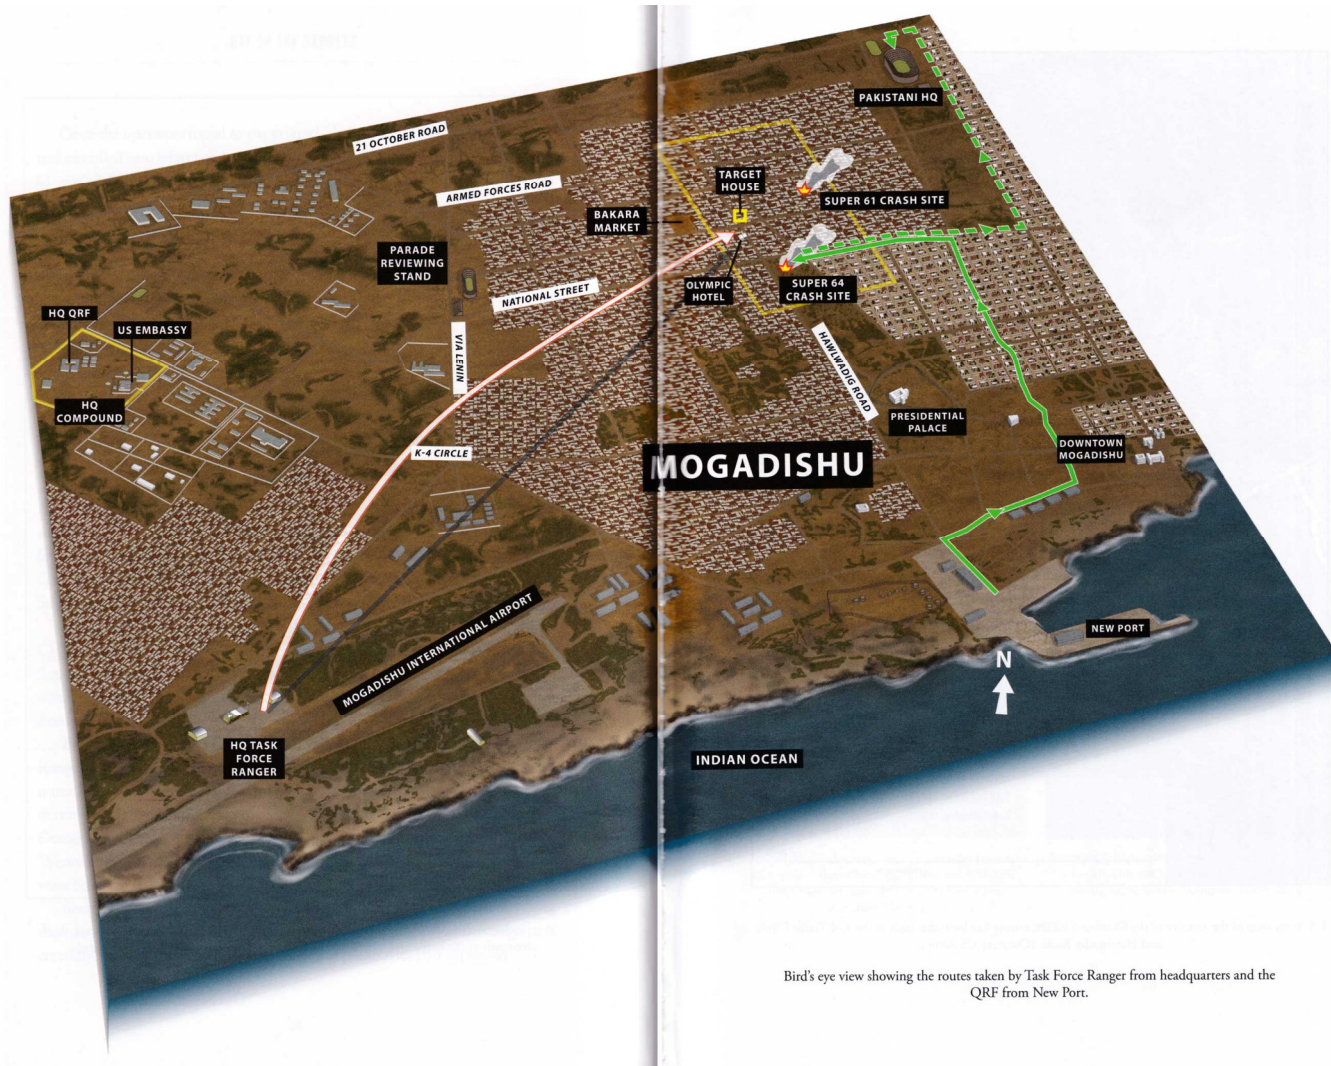 21 OCTOBER ROAD
PAKISTANI HQ
ARMED FORCES ROAD
TARGET
HOUSE
SUPER 61 CRASH SITE
BAKARA
MARKET
PARADE
REVIEWING
STAND
NATIONAL STREET
OLYMPIC
HOTEL
SUPER 64
CRASH SITE
HQ QRF
US EMBASSY
VIA LENIN
HAWLWADIG ROAD
HQ
COMPOUND
PRESIDENTIAL
PALACE
K-4 CIRCLE
MOGADISHU
DOWNTOWN
MOGADISHU
MOGADISHU INTERNATIONAL AIRPORT
NEW PORT
N
HQ TASK
FORCE
RANGER
INDIAN OCEAN
Bird's eye view showing the routes taken by Task Force Ranger from headquarters and the
QRF from New Port.